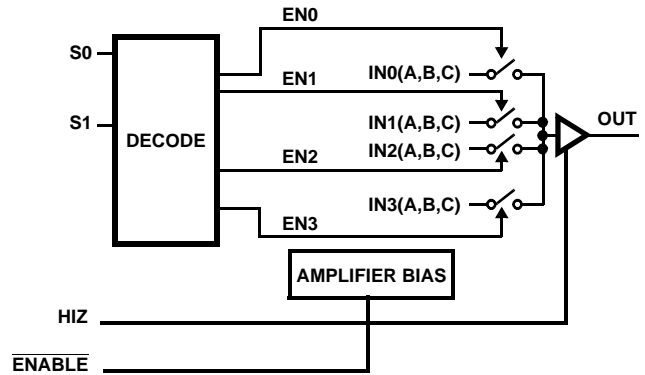 EN0
S0
IN0(A,B,C)
EN1
S1
IN1(A,B,C)
OUT
DECODE
IN2(A,B,C)
EN2
IN3(A,B,C)
EN3
AMPLIFIER BIAS
HIZ
ENABLE